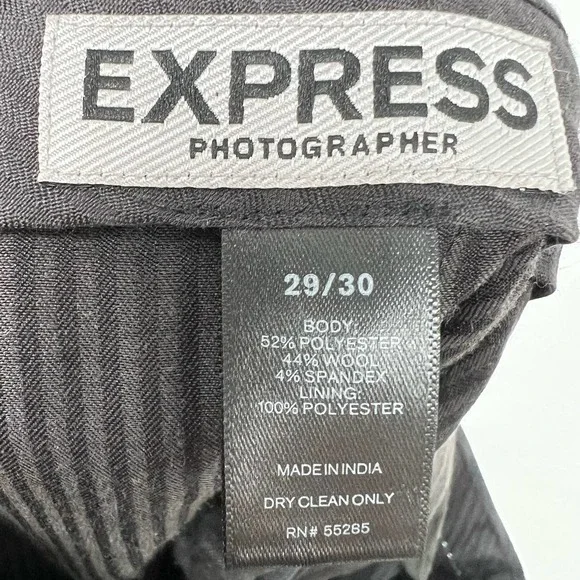 EXPRESS
PHOTOGRAPHER
29/30
BODY:
52% POLYESTER
44% WOOL
4% SPANDEX
LINING:
100% POLYESTER
MADE IN INDIA
DRY CLEAN ONLY
RN# 55285